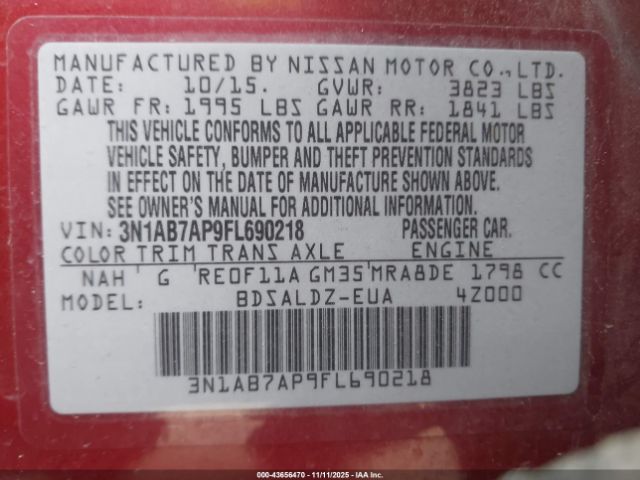 MANUFACTURED BY NISSAN MOTOR CO., LTD.
DATE: 10/15. GVWR: 3823 LBS
GAWR FR: 1995 LBS GAWR RR: 1841 LBS
THIS VEHICLE CONFORMS TO ALL APPLICABLE FEDERAL MOTOR
VEHICLE SAFETY, BUMPER AND THEFT PREVENTION STANDARDS
IN EFFECT ON THE DATE OF MANUFACTURE SHOWN ABOVE.
SEE OWNER'S MANUAL FOR ADDITIONAL INFORMATION.
VIN: 3N1AB7AP9FL690218 PASSENGER CAR.
COLOR TRIM TRANS AXLE ENGINE
NAH G RE0F11A GM35 MRA8DE 1798 CC
MODEL: BDSALDZ-EUA 4Z000
3N1AB7AP9FL690218
000-43656470 - 11/11/2025 - IAA Corp.